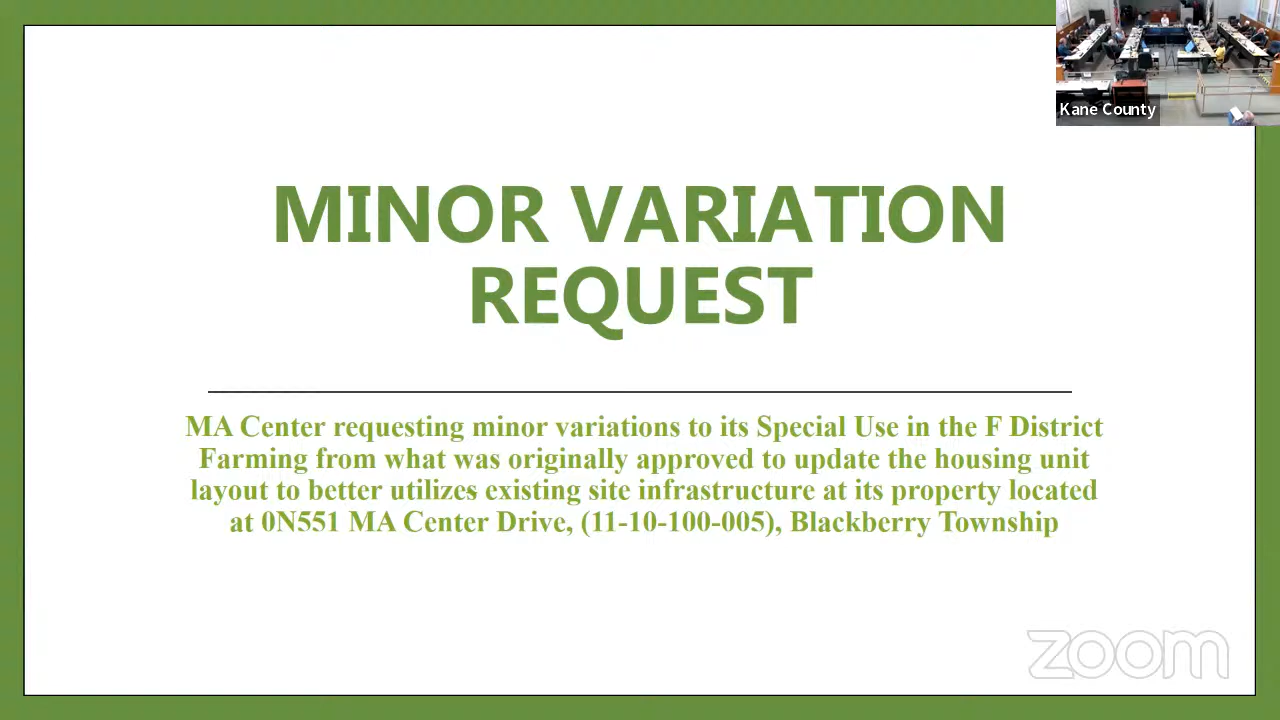 Kane County
MINOR VARIATION
REQUEST
MA Center requesting minor variations to its Special Use in the F District
Farming from what was originally approved to update the housing unit
layout to better utilizes existing site infrastructure at its property located
at 0N551 MA Center Drive, (11-10-100-005), Blackberry Township
zoom